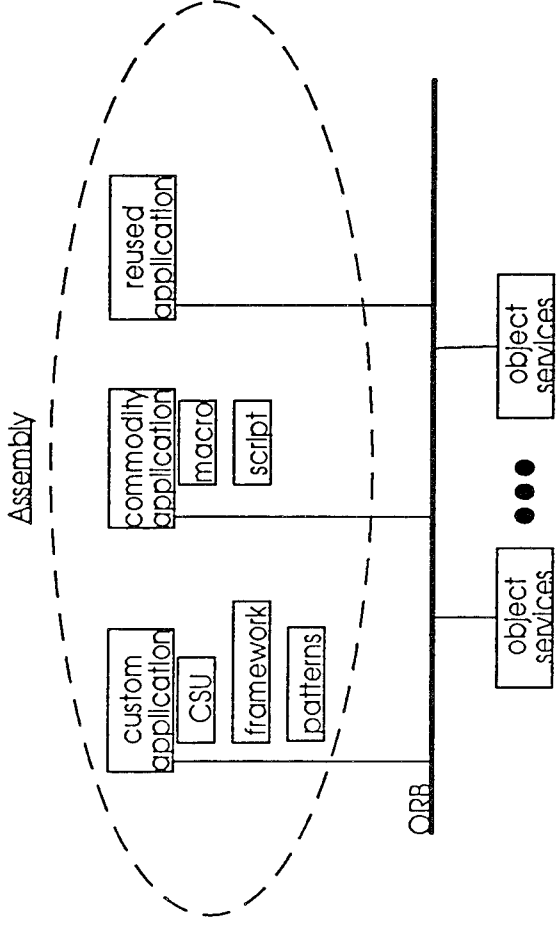 Assembly
custom
application
CSU
framework
patterns
commodity
application
macro
script
reused
application
ORB
object
services
object
services